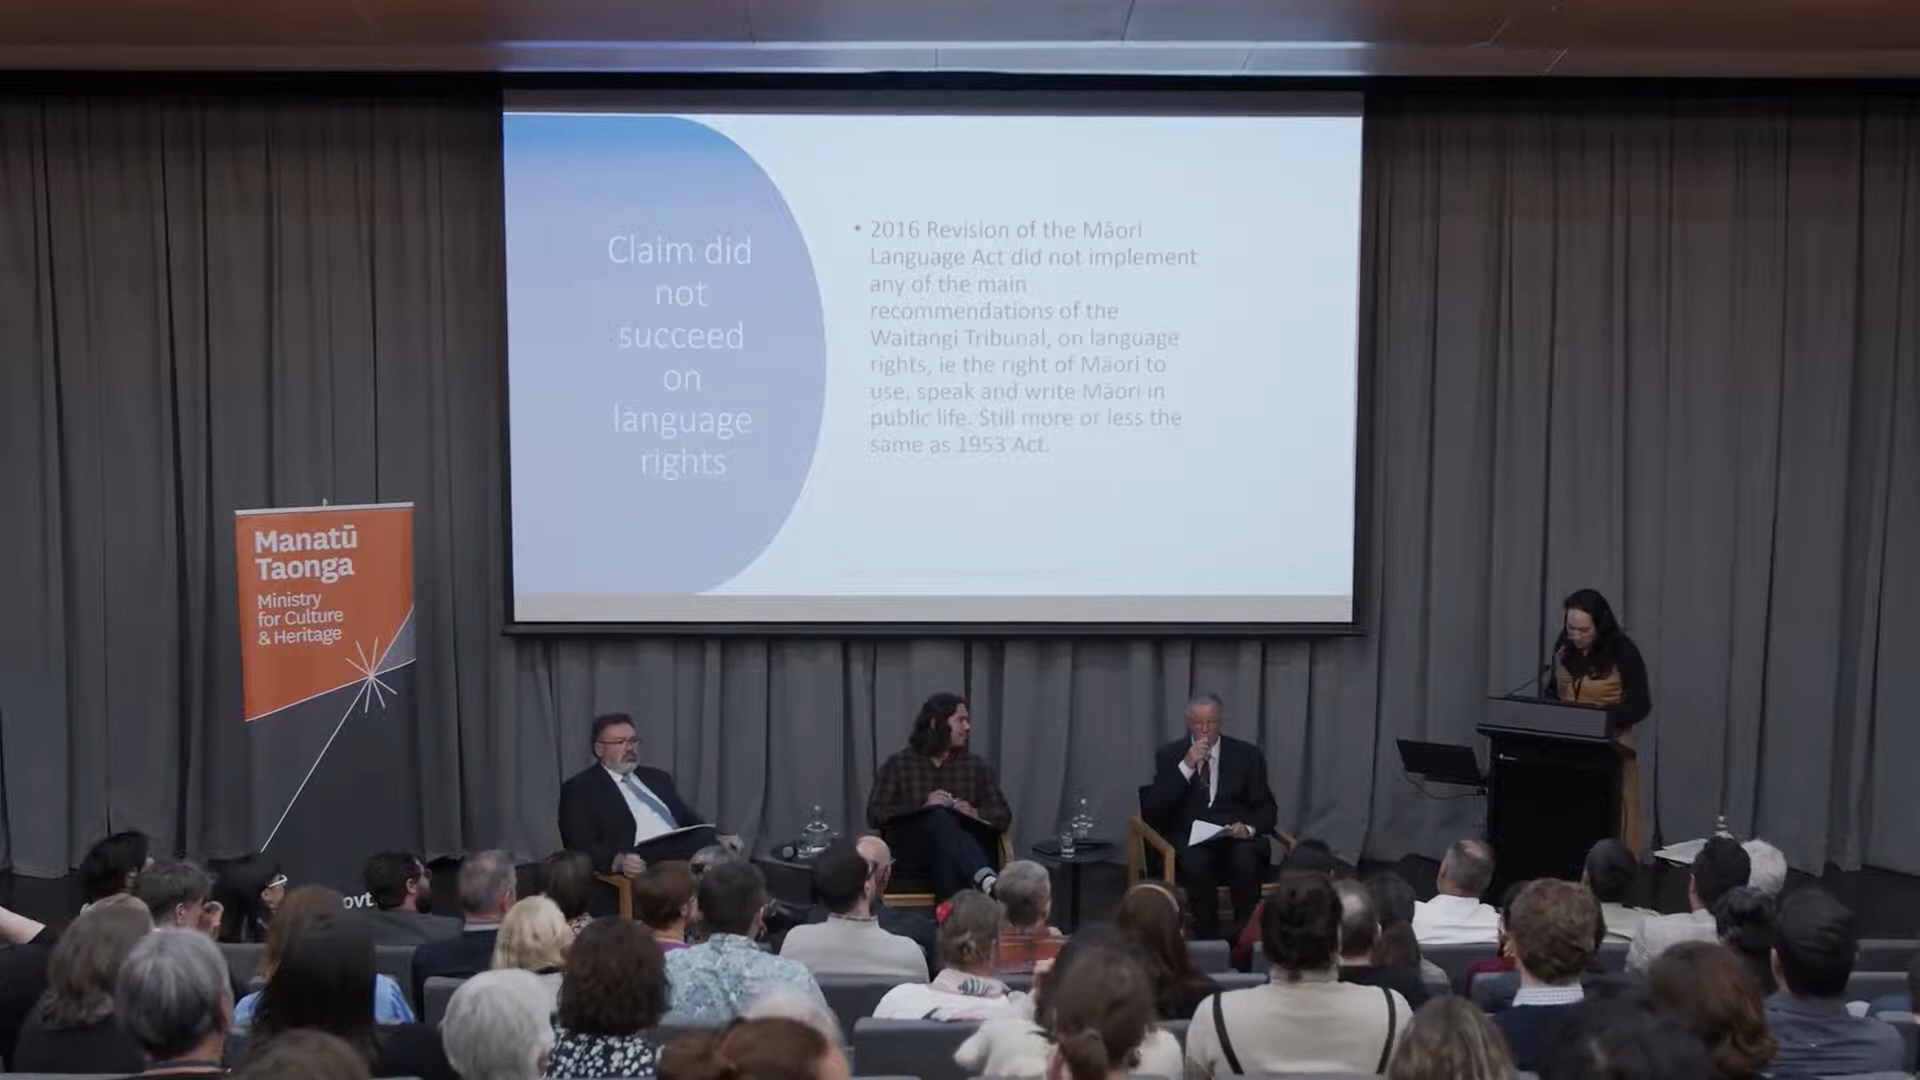 Claim did
not
succeed
on
language
rights
• 2016 Revision of the Māori
Language Act did not implement
any of the main
recommendations of the
Waitangi Tribunal, on language
rights, ie the right of Māori to
use, speak and write Māori in
public life. Still more or less the
same as 1953 Act.
Manatū
Taonga
Ministry
for Culture
& Heritage
ovt